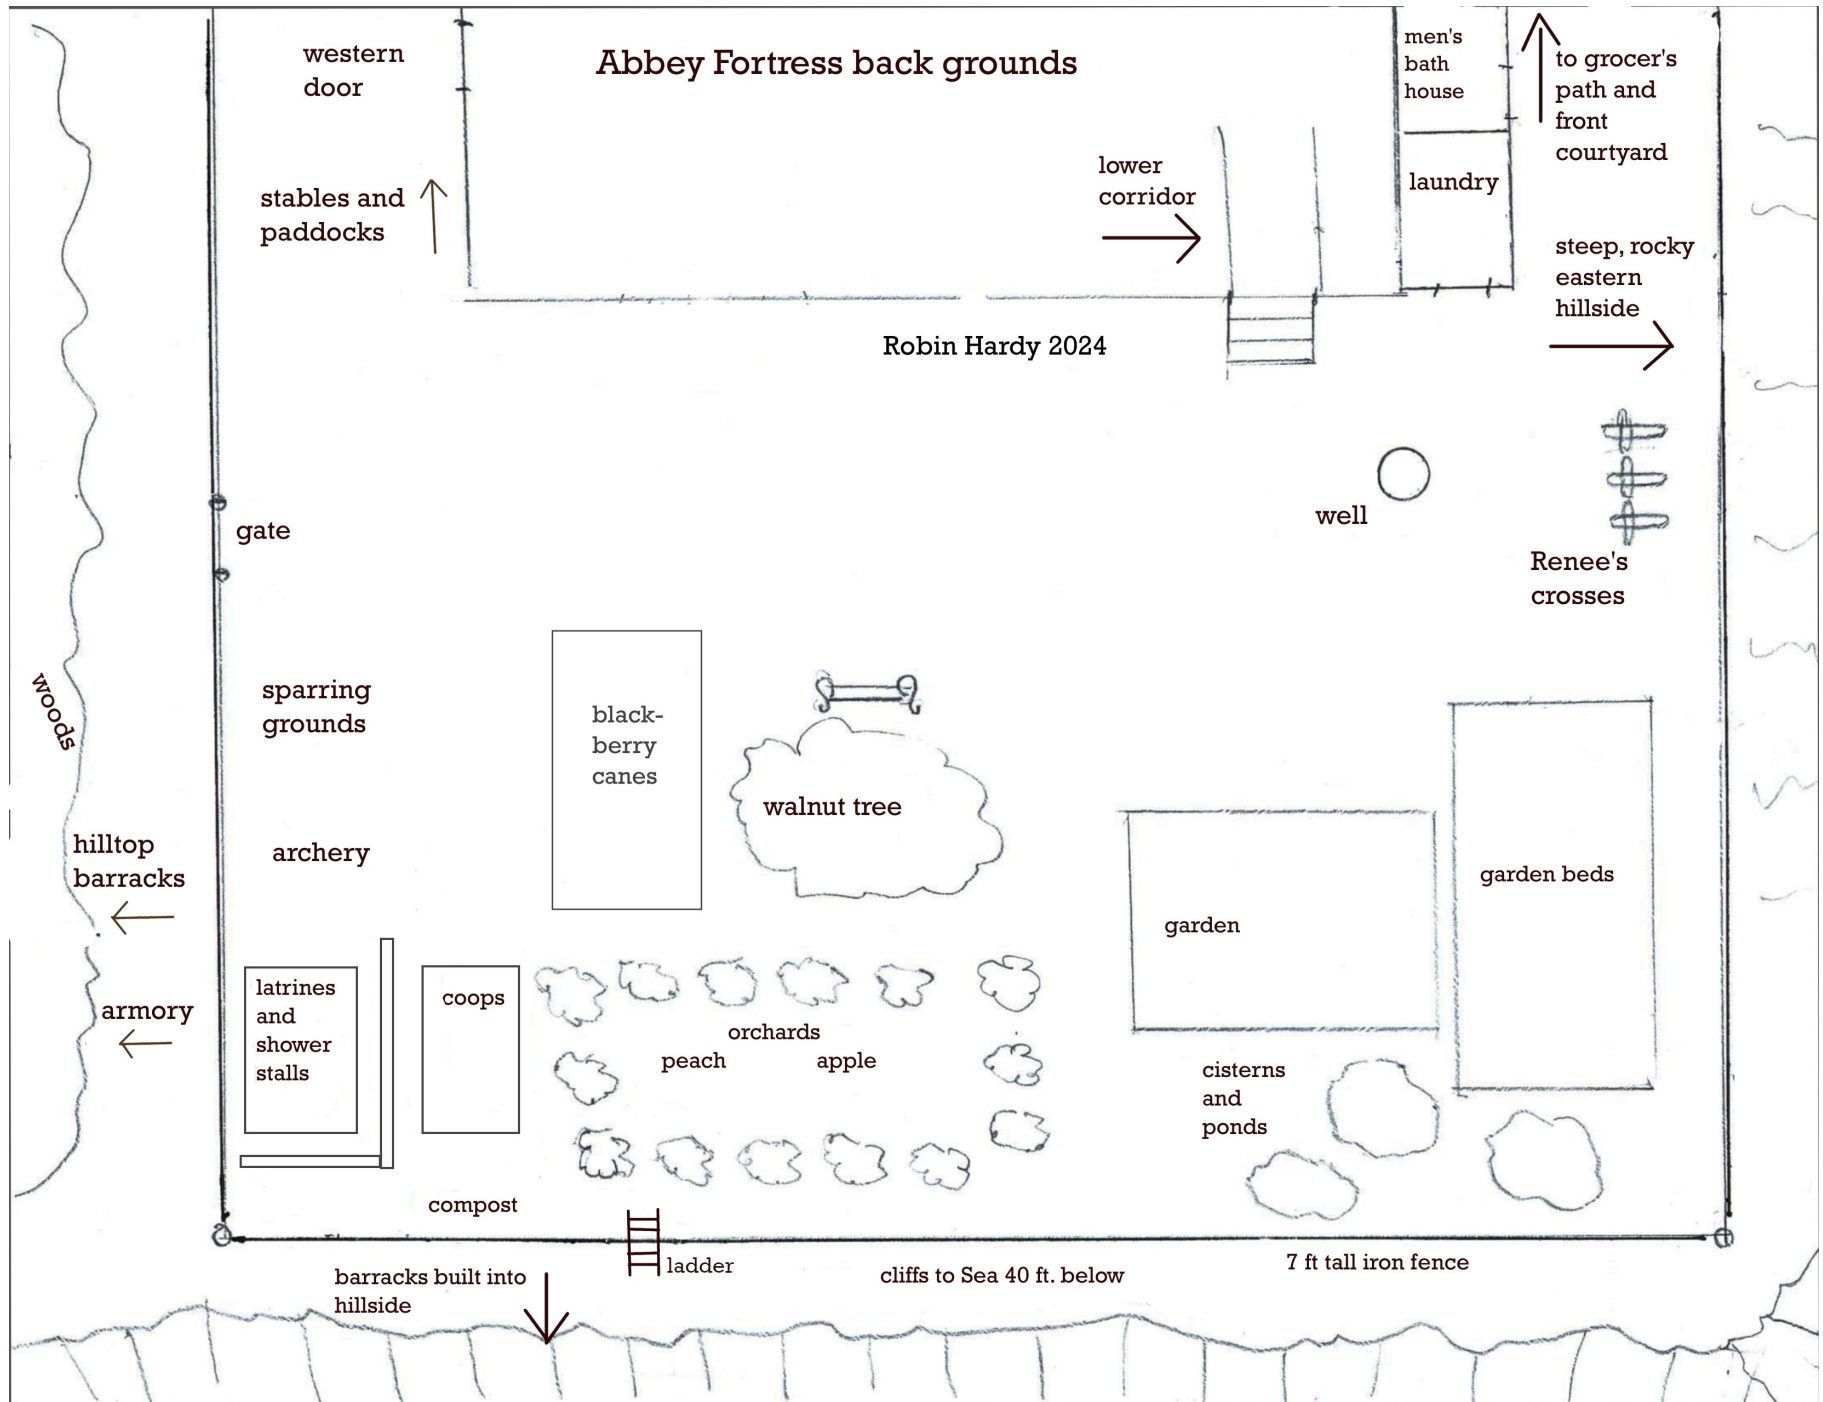 Abbey Fortress back grounds
western
door
men's
bath
house
to grocer's
path and
front
courtyard
lower
corridor
laundry
stables and
paddocks
steep, rocky
eastern
hillside
Robin Hardy 2024
gate
well
Renee's
crosses
woods
sparring
grounds
black-
berry
canes
walnut tree
hilltop
barracks
archery
garden
garden beds
armory
latrines
and
shower
stalls
coops
orchards
peach
apple
cisterns
and
ponds
compost
ladder
barracks built into
hillside
cliffs to Sea 40 ft. below
7 ft tall iron fence